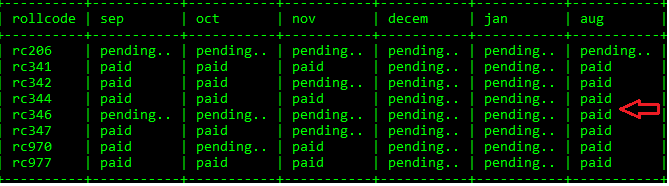 rollcode | sep | oct | nov | decem | jan | aug
rc206 | pending.. | pending.. | pending.. | pending.. | pending.. | pending..
rc341 | paid | paid | paid | pending.. | pending.. | paid
rc342 | paid | paid | pending.. | pending.. | pending.. | paid
rc344 | paid | paid | paid | pending.. | pending.. | paid
rc346 | pending.. | pending.. | pending.. | pending.. | pending.. | paid
rc347 | paid | paid | pending.. | pending.. | pending.. | paid
rc970 | paid | pending.. | paid | pending.. | pending.. | paid
rc977 | paid | paid | paid | pending.. | pending.. | paid